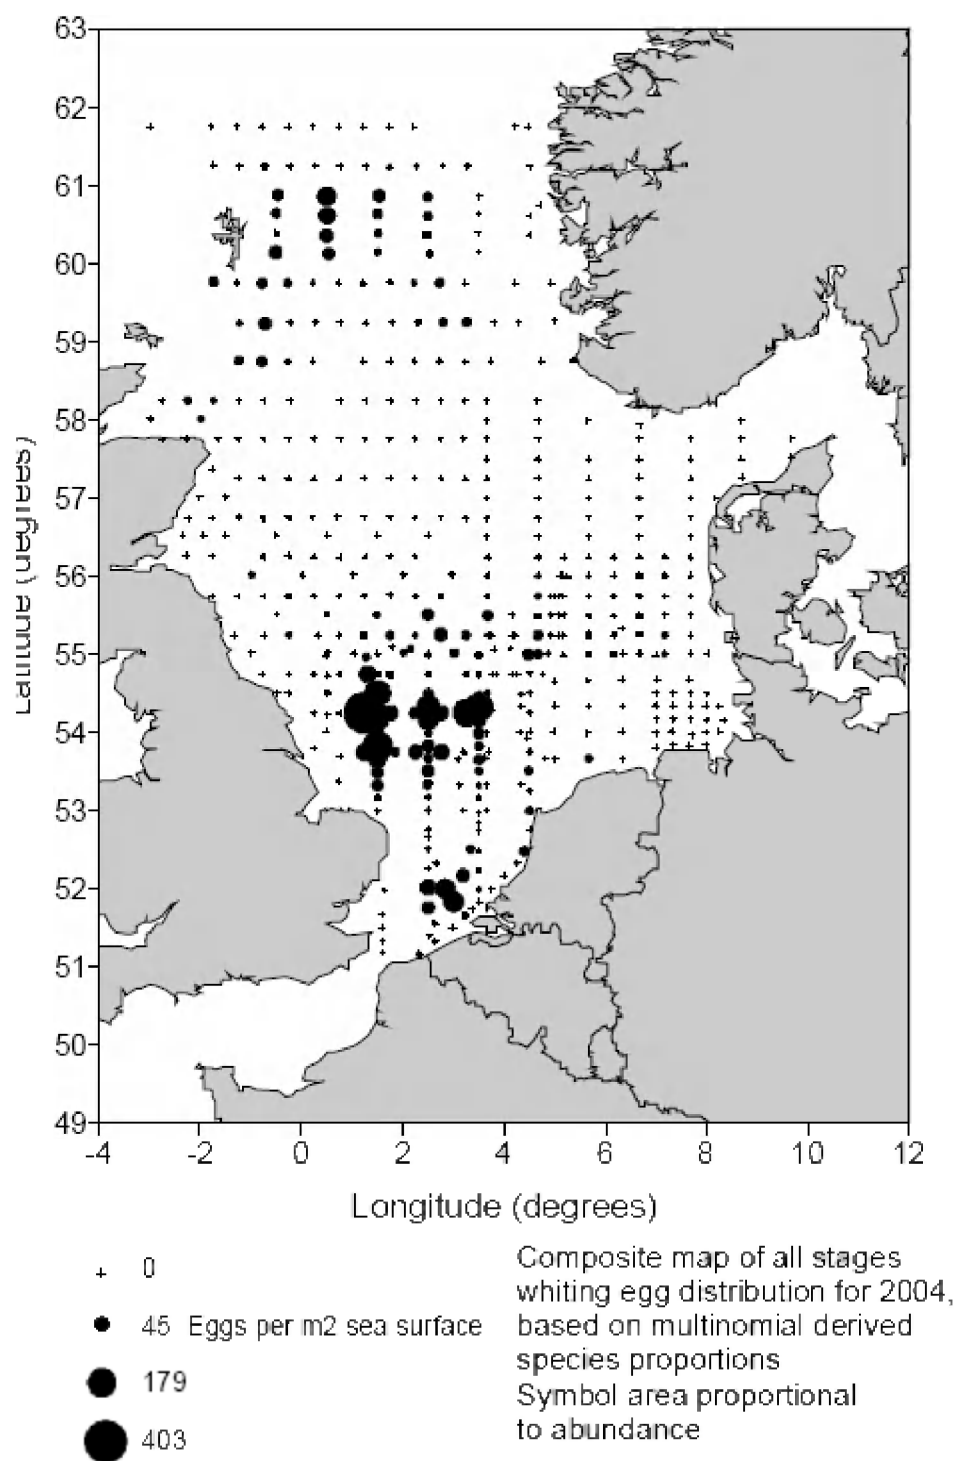 63
62
61
60
59
58
57
56
55
54
53
52
51
50
49
-4 -2 0 2 4 6 8 10 12
Longitude (degrees)
0
45 Eggs per m2 sea surface
179
403
Composite map of all stages
whiting egg distribution for 2004,
based on multinomial derived
species proportions
Symbol area proportional
to abundance